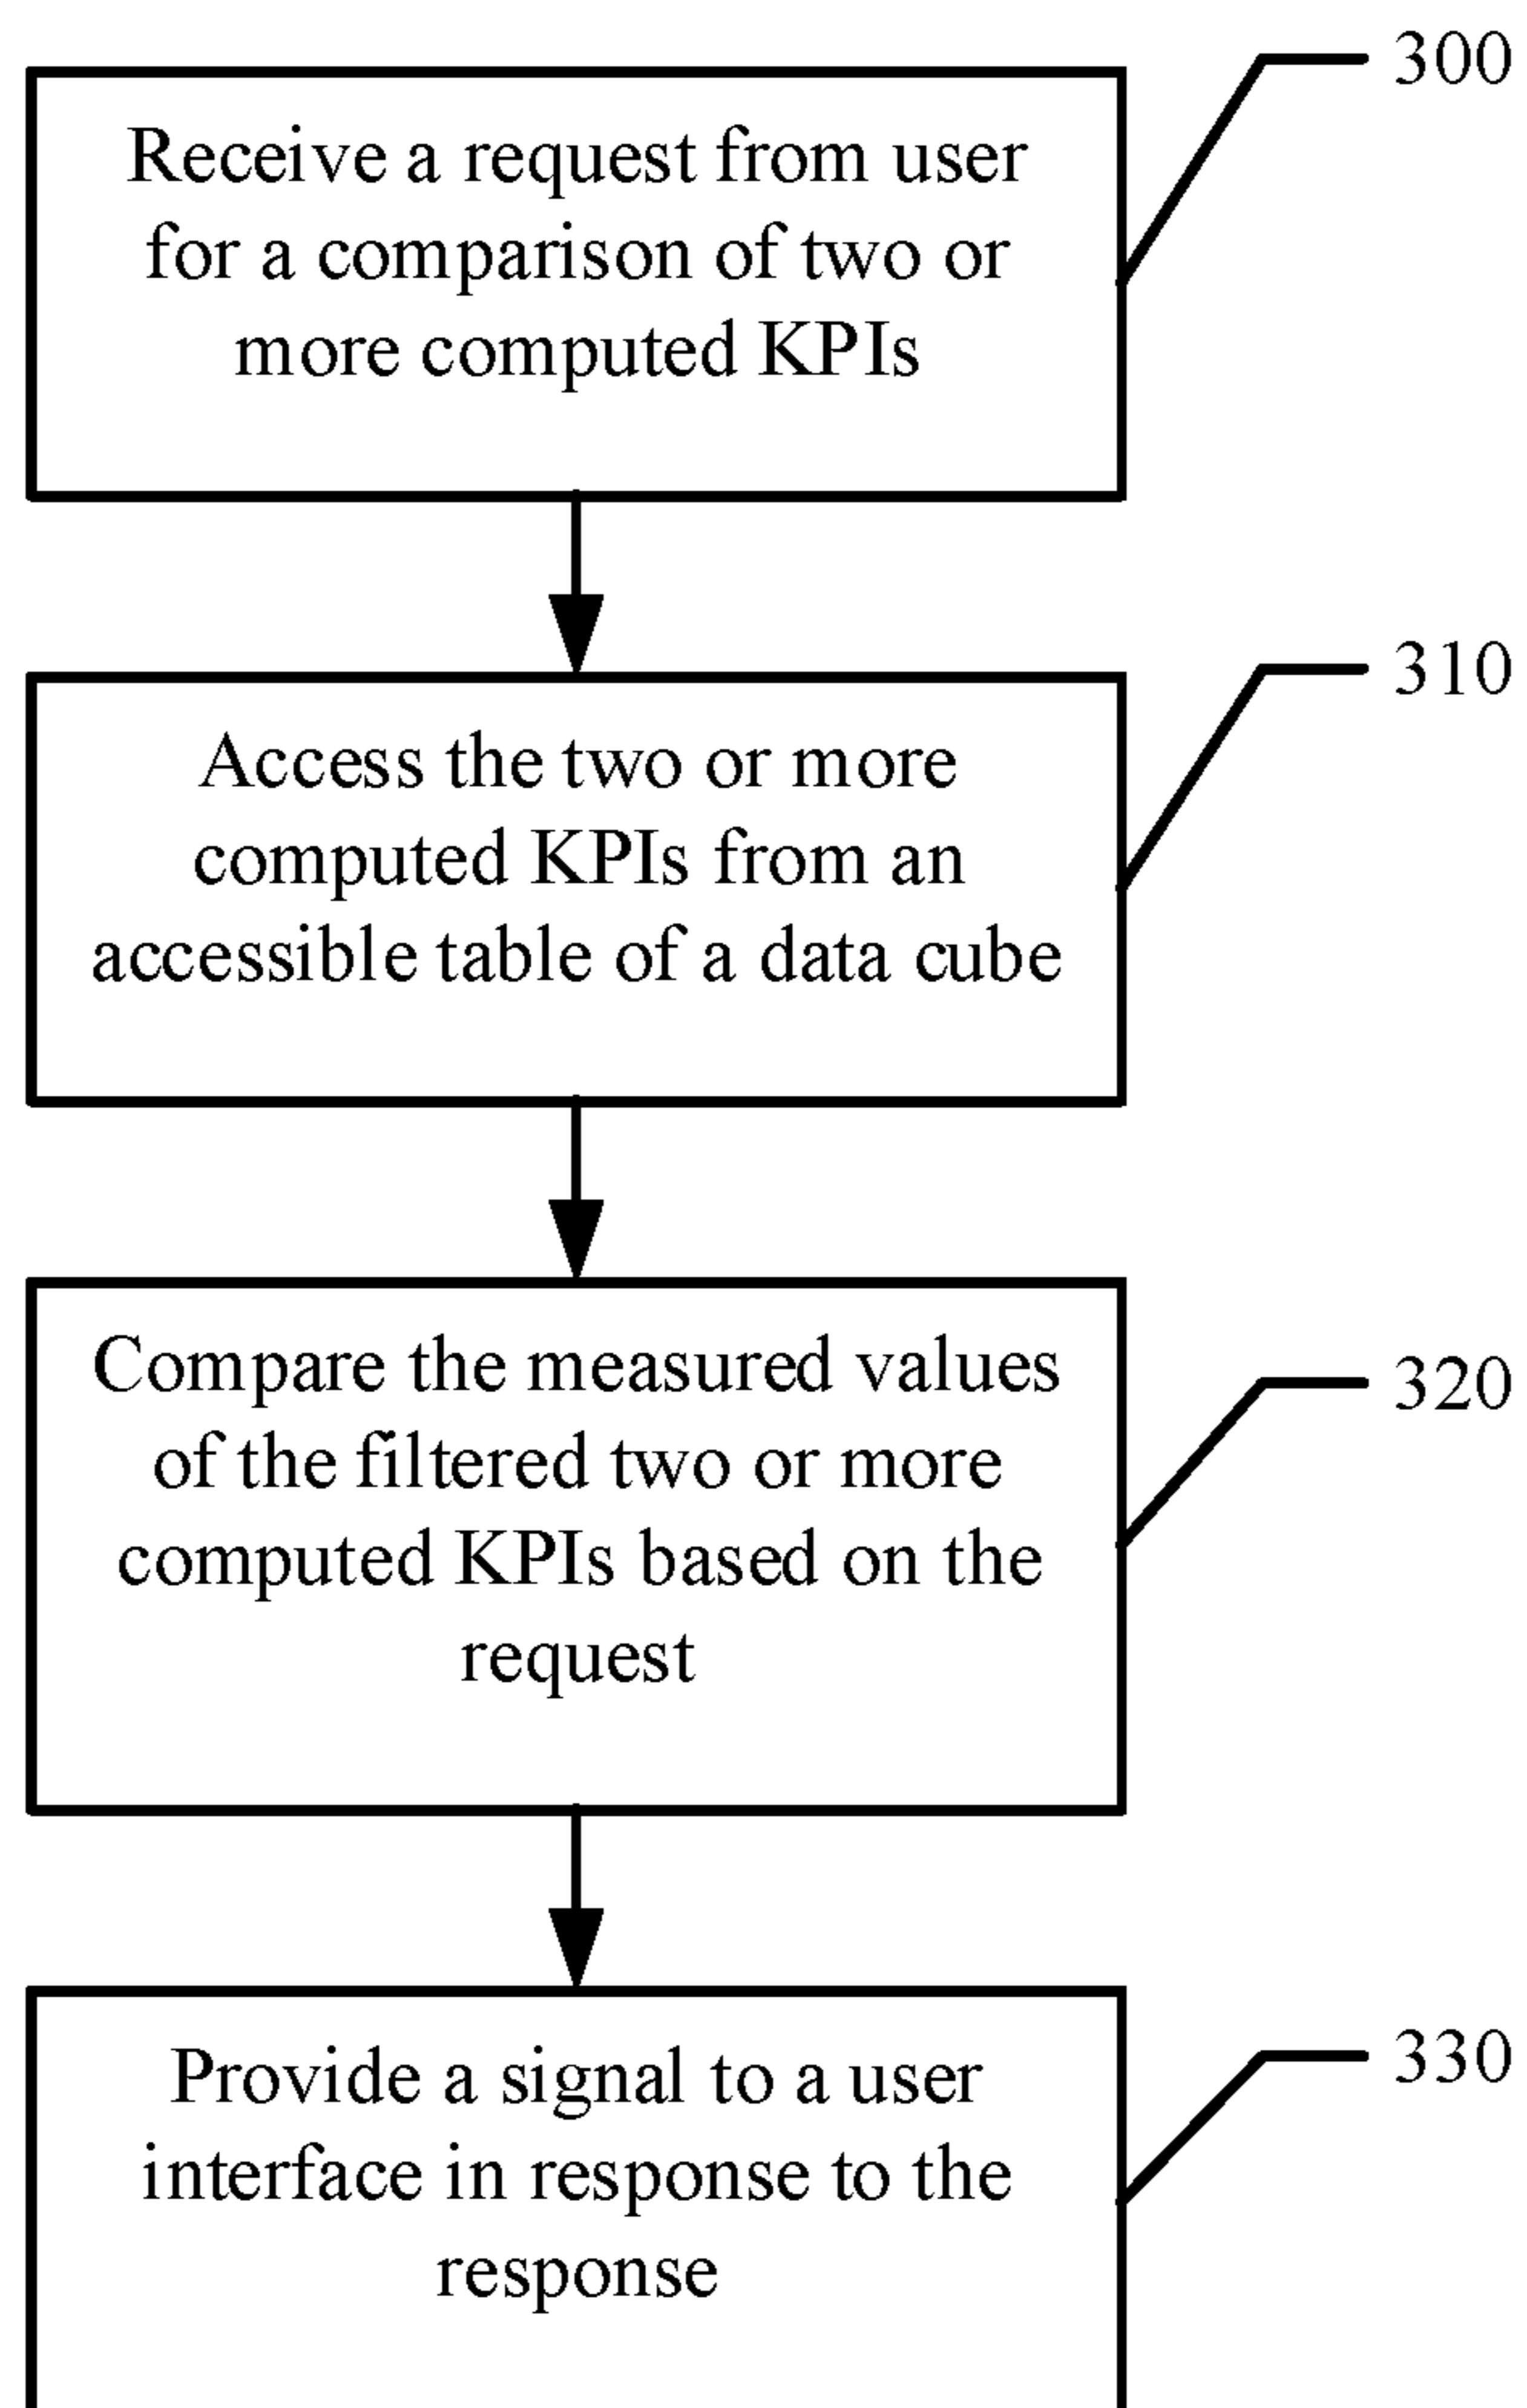 300
Receive a request from user
for a comparison of two or
more computed KPIs
310
Access the two or more
computed KPIs from an
accessible table of a data cube
320
Compare the measured values
of the filtered two or more
computed KPIs based on the
request
330
Provide a signal to a user
interface in response to the
response